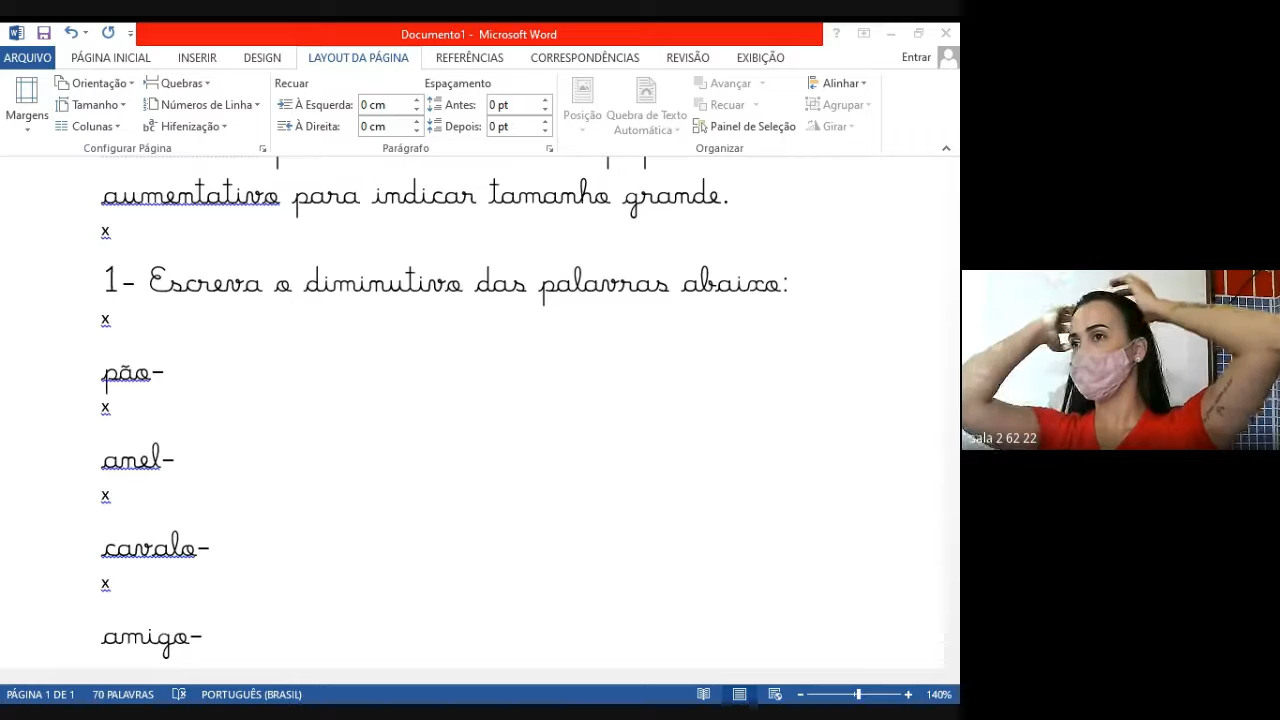 Documento1 - Microsoft Word
?
ARQUIVO PÁGINA INICIAL INSERIR DESIGN LAYOUT DA PÁGINA REFERÊNCIAS CORRESPONDÊNCIAS REVISÃO EXIBIÇÃO Entrar
Margens
Orientação
Tamanho
Colunas
Quebras
Números de Linha
Hifenização
Configurar Página
Recuar
À Esquerda: 0 cm
À Direita: 0 cm
Espaçamento
Antes: 0 pt
Depois: 0 pt
Parágrafo
Posição
Quebra de Texto Automática
Avançar
Recuar
Painel de Seleção
Alinhar
Agrupar
Girar
Organizar
aumentativo para indicar tamanho grande.
x
1- Escreva o diminutivo das palavras abaixo:
x
pão-
x
anel-
x
cavalo-
x
amigo-
sala 2 62 22
PÁGINA 1 DE 1 70 PALAVRAS PORTUGUÊS (BRASIL) 140%